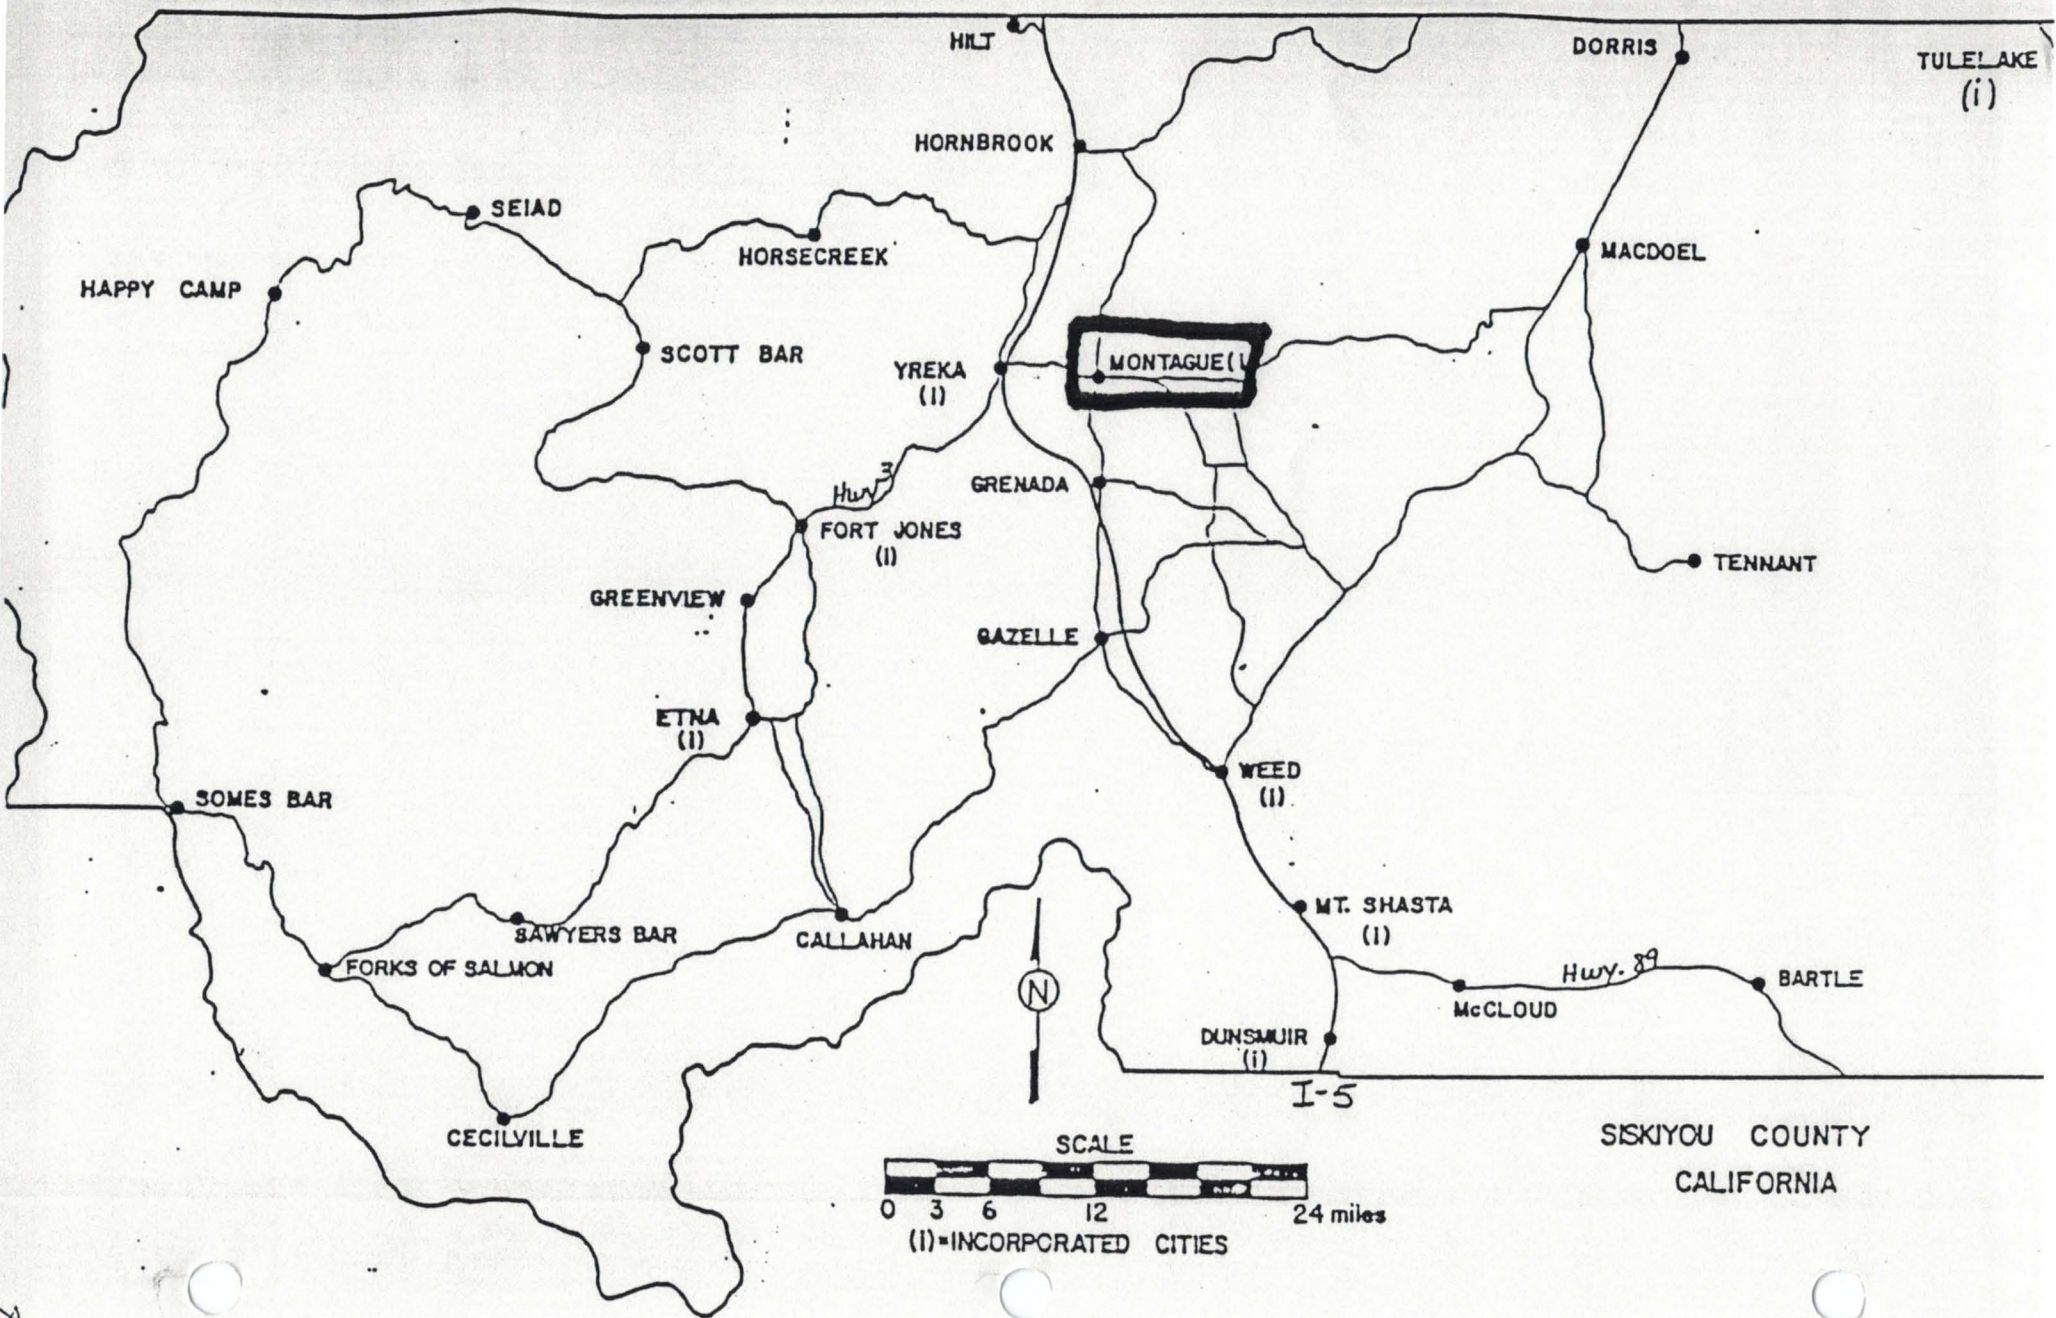 HILT
DORRIS
TULELAKE
(i)
HORNBROOK
SEIAD
HORSECREEK
MACDOEL
HAPPY CAMP
SCOTT BAR
YREKA
(I)
MONTAGUE(I
Hwy 3
GRENADA
FORT JONES
(I)
TENNANT
GREENVIEW
GAZELLE
ETNA
(I)
WEED
(I)
SOMES BAR
MT. SHASTA
(I)
SAWYERS BAR
CALLAHAN
FORKS OF SALMON
N
Hwy. 89
BARTLE
McCLOUD
DUNSMUIR
(i)
I-5
CECILVILLE
SCALE
0 3 6 12 24 miles
(I)=INCORPORATED CITIES
SISKIYOU COUNTY
CALIFORNIA